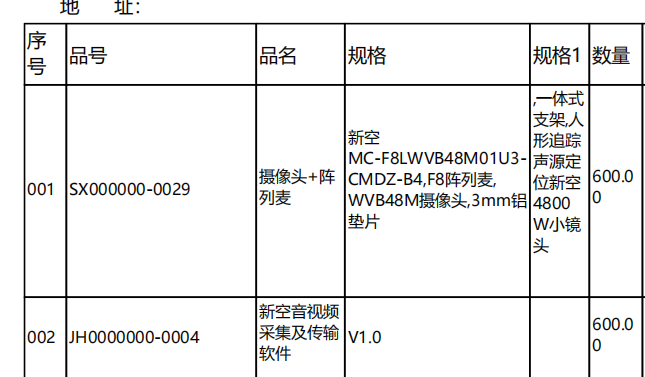 地 址:
序号 品号 品名 规格 规格1 数量
001
SX000000-0029
摄像头+阵
列麦
新空
MC-F8LWVB48M01U3-
CMDZ-B4,F8阵列麦,
WVB48M摄像头,3mm铝
垫片
,一体式
支架,人
形追踪
声源定
位新空
4800
W小镜
头
600.0
0
002
JH0000000-0004
新空音视频
采集及传输
软件
V1.0
600.0
0